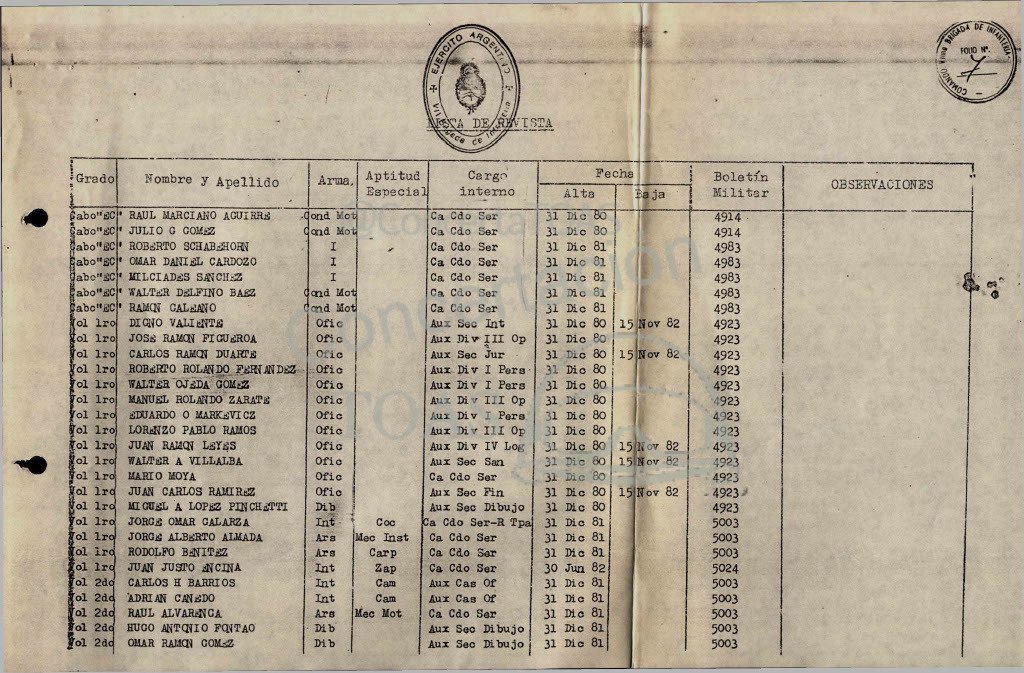 EJERCITO ARGENTINO
COMANDO BRIGADA DE INFANTERIA
FOLIO Nº.
7
LISTA DE REVISTA
Grado Nombre y Apellido Arma, Aptitud Especial Cargo interno Fecha Alta Baja Boletín Militar OBSERVACIONES
Cabo"EC" RAUL MARCIANO AGUIRRE Cond Mot Ca Cdo Ser 31 Dic 80 4914
Cabo"EC" JULIO G GOMEZ Cond Mot Ca Cdo Ser 31 Dic 80 4914
Cabo"EC" ROBERTO SCHABEHORN I Ca Cdo Ser 31 Dic 81 4983
Cabo"EC" OMAR DANIEL CARDOZO I Ca Cdo Ser 31 Dic 81 4983
Cabo"EC" MILCIADES SANCHEZ I Ca Cdo Ser 31 Dic 81 4983
Cabo"EC" WALTER DELFINO BAEZ Cond Mot Ca Cdo Ser 31 Dic 81 4983
Cabo"EC" RAMON GALEANO Cond Mot Ca Cdo Ser 31 Dic 81 4983
Vol 1ro DIGNO VALIENTE Ofic Aux Sec Int 31 Dic 80 15 Nov 82 4923
Vol 1ro JOSE RAMON FIGUEROA Ofic Aux Div III Op 31 Dic 80 4923
Vol 1ro CARLOS RAMON DUARTE Ofic Aux Sec Jur 31 Dic 80 15 Nov 82 4923
Vol 1ro ROBERTO ROLANDO FERNANDEZ Ofic Aux Div I Pers 31 Dic 80 4923
Vol 1ro WALTER OJEDA GOMEZ Ofic Aux Div I Pers 31 Dic 80 4923
Vol 1ro MANUEL ROLANDO ZARATE Ofic Aux Div III Op 31 Dic 80 4923
Vol 1ro EDUARDO O MARKEVICZ Ofic Aux Div I Pers 31 Dic 80 4923
Vol 1ro LORENZO PABLO RAMOS Ofic Aux Div III Op 31 Dic 80 4923
Vol 1ro JUAN RAMON LEYES Ofic Aux Div IV Log 31 Dic 80 15 Nov 82 4923
Vol 1ro WALTER A VILLALBA Ofic Aux Sec San 31 Dic 80 15 Nov 82 4923
Vol 1ro MARIO MOYA Ofic Ca Cdo Ser 31 Dic 80 4923
Vol 1ro JUAN CARLOS RAMIREZ Ofic Aux Sec Fin 31 Dic 80 15 Nov 82 4923
Vol 1ro MIGUEL A LOPEZ PINCHETTI Dib Aux Sec Dibujo 31 Dic 80 4923
Vol 1ro JORGE OMAR GALARZA Int Coc Ca Cdo Ser-R Tpa 31 Dic 81 5003
Vol 1ro JORGE ALBERTO ALMADA Ars Mec Inst Ca Cdo Ser 31 Dic 81 5003
Vol 1ro RODOLFO BENITEZ Ars Carp Ca Cdo Ser 31 Dic 81 5003
Vol 1ro JUAN JUSTO ENCINA Int Zap Ca Cdo Ser 30 Jun 82 5024
Vol 2do CARLOS H BARRIOS Int Cam Aux Cas Of 31 Dic 81 5003
Vol 2do ADRIAN CANEDO Int Cam Aux Cas Of 31 Dic 81 5003
Vol 2do RAUL ALVARENGA Ars Mec Mot Ca Cdo Ser 31 Dic 81 5003
Vol 2do HUGO ANTONIO FONTAO Dib Aux Sec Dibujo 31 Dic 81 5003
Vol 2do OMAR RAMON GOMEZ Dib Aux Sec Dibujo 31 Dic 81 5003